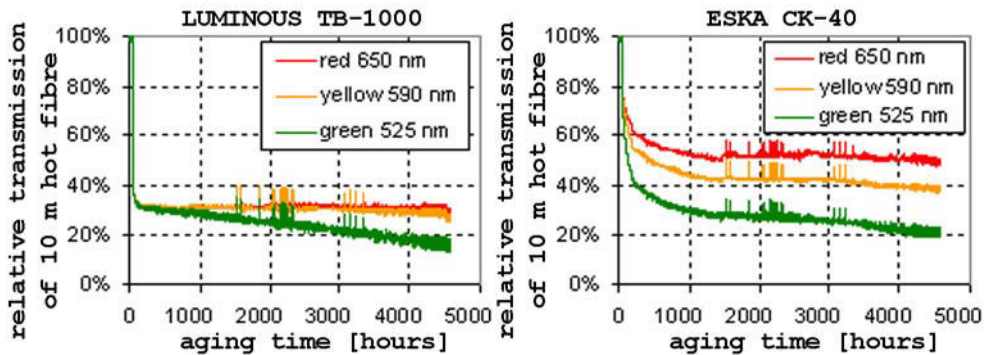 LUMINOUS TB-1000
relative transmission
of 10 m hot fibre
100%
80%
60%
40%
20%
0%
red 650 nm
yellow 590 nm
green 525 nm
0 1000 2000 3000 4000 5000
aging time [hours]
ESKA CK-40
relative transmission
of 10 m hot fibre
100%
80%
60%
40%
20%
0%
red 650 nm
yellow 590 nm
green 525 nm
0 1000 2000 3000 4000 5000
aging time [hours]